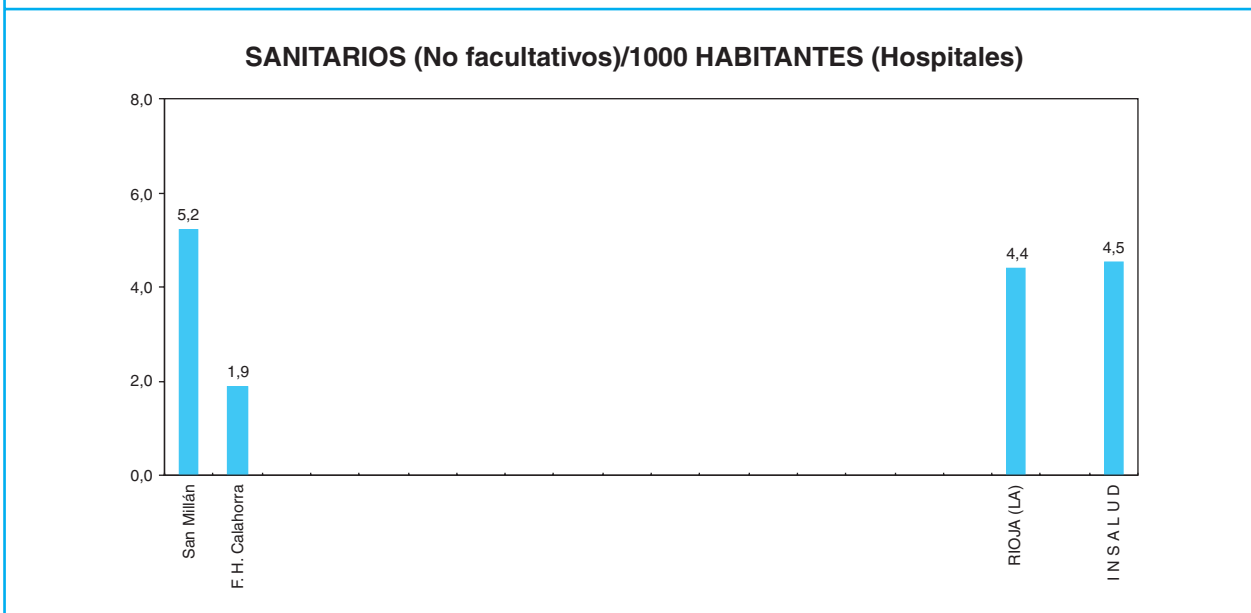 SANITARIOS (No facultativos)/1000 HABITANTES (Hospitales)
8,0
6,0
4,0
2,0
0,0
5,2
1,9
4,4
4,5
San Millán
F. H. Calahorra
RIOJA (LA)
I N S A L U D